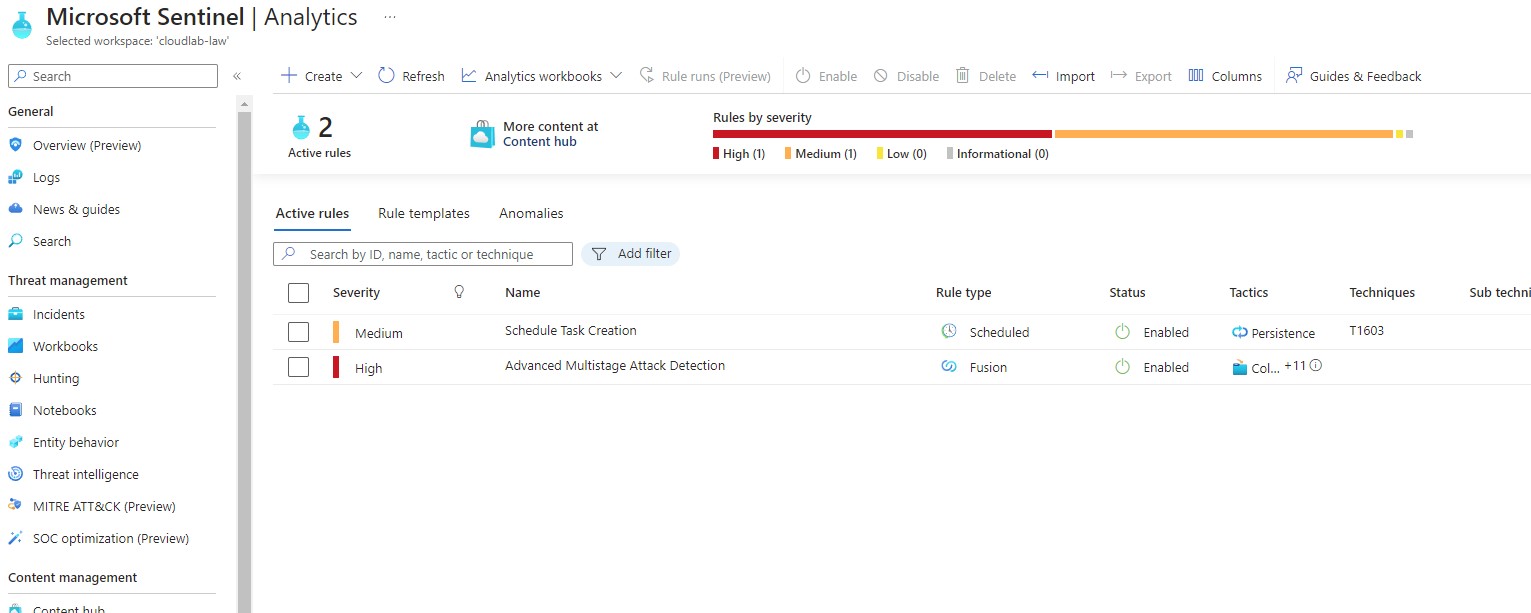 Microsoft Sentinel | Analytics ...
Selected workspace: 'cloudlab-law'
Search «
General
Overview (Preview)
Logs
News & guides
Search
Threat management
Incidents
Workbooks
Hunting
Notebooks
Entity behavior
Threat intelligence
MITRE ATT&CK (Preview)
SOC optimization (Preview)
Content management
Content hub
Create Refresh Analytics workbooks Rule runs (Preview) Enable Disable Delete Import Export Columns Guides & Feedback
2
Active rules
More content at
Content hub
Rules by severity
High (1) Medium (1) Low (0) Informational (0)
Active rules Rule templates Anomalies
Search by ID, name, tactic or technique Add filter
Severity Name Rule type Status Tactics Techniques Sub techni
Medium Schedule Task Creation Scheduled Enabled Persistence T1603
High Advanced Multistage Attack Detection Fusion Enabled Col... +11